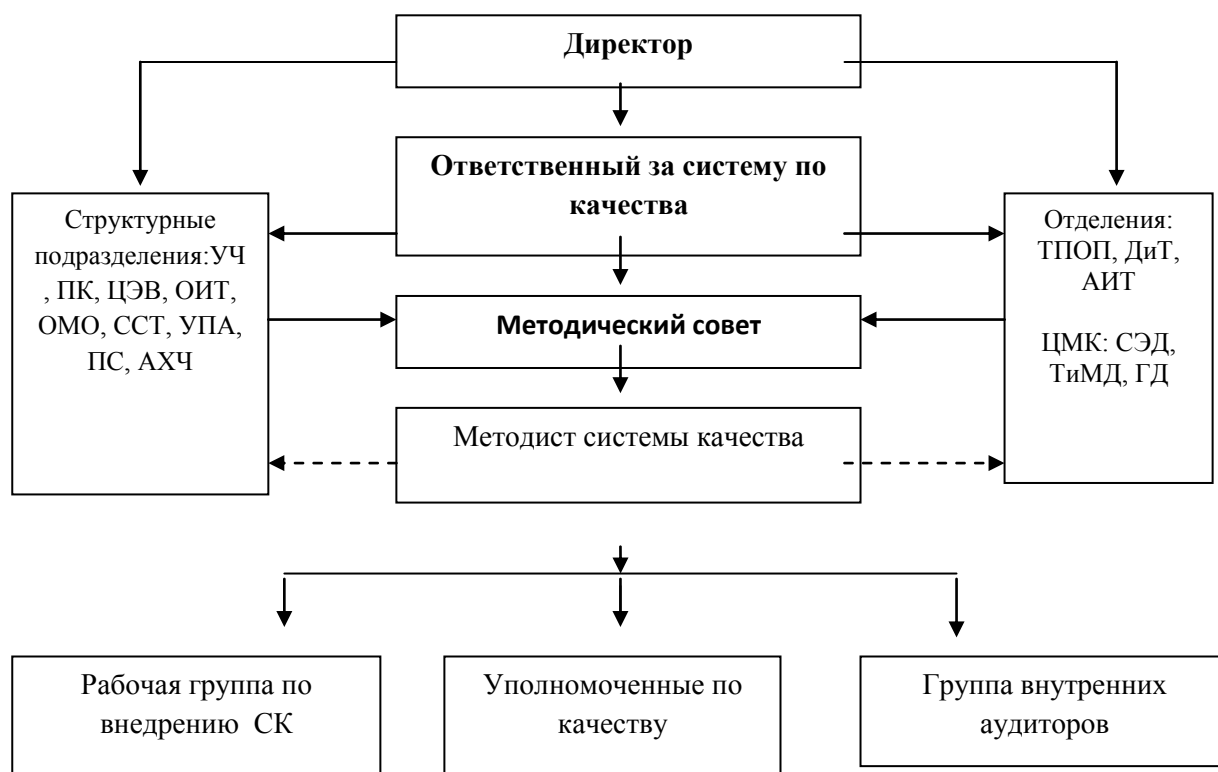 Директор
Ответственный за систему по
качества
Структурные
подразделения:УЧ
, ПК, ЦЭВ, ОИТ,
ОМО, ССТ, УПА,
ПС, АХЧ
Отделения:
ТПОП, ДиТ,
АИТ
ЦМК: СЭД,
ТиМД, ГД
Методический совет
Методист системы качества
Рабочая группа по
внедрению СК
Уполномоченные по
качеству
Группа внутренних
аудиторов